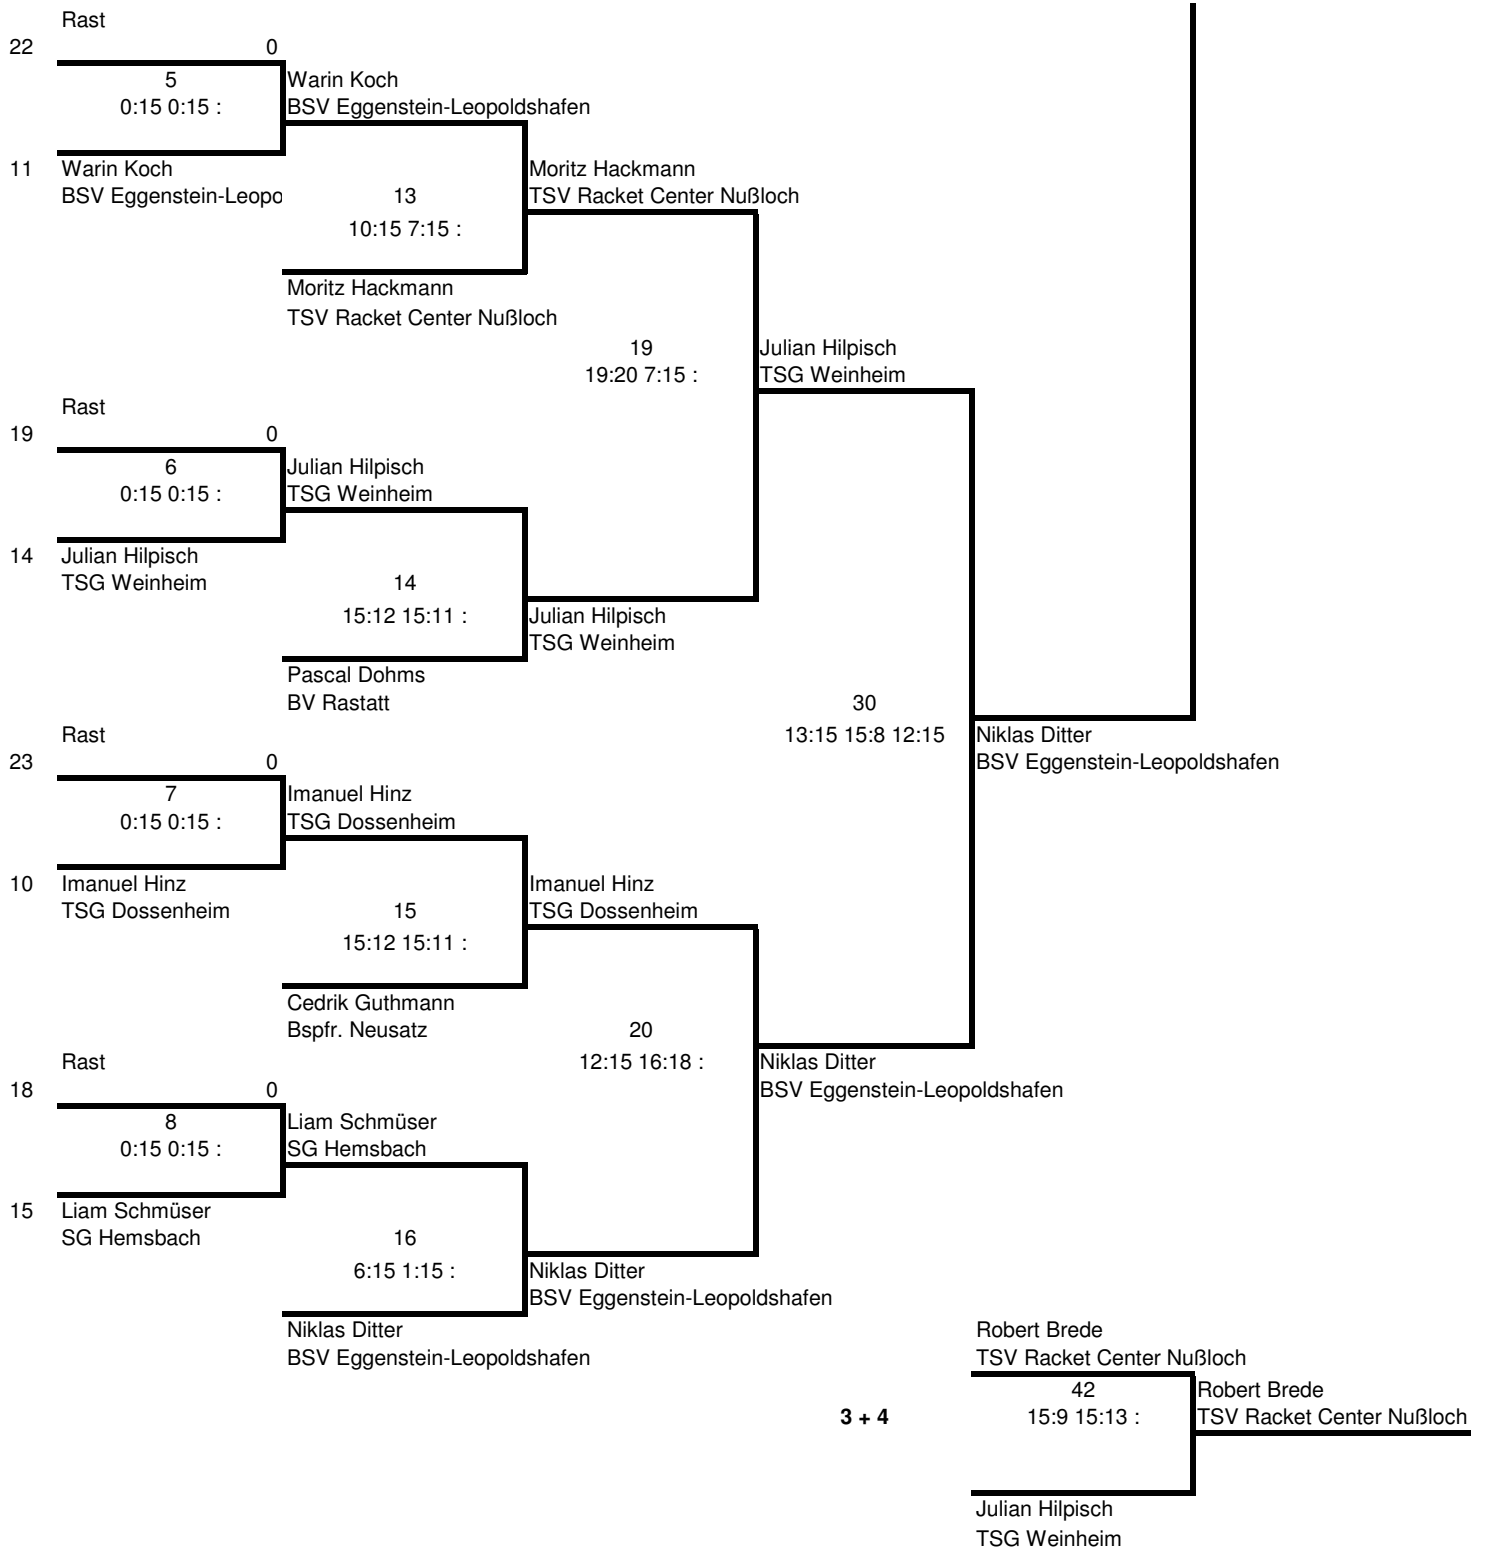 Rast
22 0
5 Warin Koch
0:15 0:15 : BSV Eggenstein-Leopoldshafen
11 Warin Koch Moritz Hackmann
BSV Eggenstein-Leopo 13 TSV Racket Center Nußloch
10:15 7:15 :
Moritz Hackmann
TSV Racket Center Nußloch
19 Julian Hilpisch
19:20 7:15 : TSG Weinheim
Rast
19 0
6 Julian Hilpisch
0:15 0:15 : TSG Weinheim
14 Julian Hilpisch
TSG Weinheim 14
15:12 15:11 : Julian Hilpisch
TSG Weinheim
Pascal Dohms
BV Rastatt 30
Rast 13:15 15:8 12:15 Niklas Ditter
23 0 BSV Eggenstein-Leopoldshafen
7 Imanuel Hinz
0:15 0:15 : TSG Dossenheim
10 Imanuel Hinz Imanuel Hinz
TSG Dossenheim 15 TSG Dossenheim
15:12 15:11 :
Cedrik Guthmann
Bspfr. Neusatz 20
Rast 12:15 16:18 : Niklas Ditter
18 0 BSV Eggenstein-Leopoldshafen
8 Liam Schmüser
0:15 0:15 : SG Hemsbach
15 Liam Schmüser
SG Hemsbach 16
6:15 1:15 : Niklas Ditter
BSV Eggenstein-Leopoldshafen
Niklas Ditter Robert Brede
BSV Eggenstein-Leopoldshafen TSV Racket Center Nußloch
42 Robert Brede
3 + 4 15:9 15:13 : TSV Racket Center Nußloch
Julian Hilpisch
TSG Weinheim